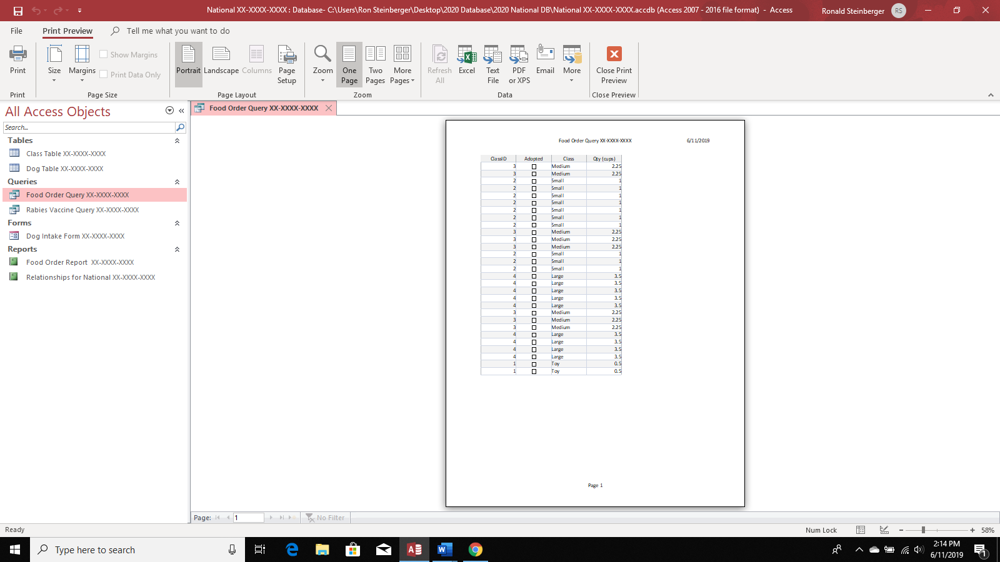 National XX-XXXX-XXXX : Database- C:\Users\Ron Steinberger\Desktop\2020 Database\2020 National DB\National XX-XXXX-XXXX.accdb (Access 2007 - 2016 file format) - Access
Ronald Steinberger RS
File Print Preview Tell me what you want to do
Print
Size
Margins
Show Margins
Print Data Only
Portrait
Landscape
Columns
Page Setup
Zoom
One Page
Two Pages
More Pages
Refresh All
Excel
Text File
PDF or XPS
Email
More
Close Print Preview
Print Page Size Page Layout Zoom Data Close Preview
All Access Objects
Search...
Tables
Class Table XX-XXXX-XXXX
Dog Table XX-XXXX-XXXX
Queries
Food Order Query XX-XXXX-XXXX
Rabies Vaccine Query XX-XXXX-XXXX
Forms
Dog Intake Form XX-XXXX-XXXX
Reports
Food Order Report XX-XXXX-XXXX
Relationships for National XX-XXXX-XXXX
Food Order Query XX-XXXX-XXXX
Food Order Query XX-XXXX-XXXX 6/11/2019
ClassID Adopted Class Qty (cups)
3 Medium 2.25
3 Medium 2.25
2 Small 1
2 Small 1
2 Small 1
2 Small 1
2 Small 1
2 Small 1
2 Small 1
3 Medium 2.25
3 Medium 2.25
3 Medium 2.25
2 Small 1
2 Small 1
2 Small 1
4 Large 3.5
4 Large 3.5
4 Large 3.5
4 Large 3.5
4 Large 3.5
3 Medium 2.25
3 Medium 2.25
3 Medium 2.25
4 Large 3.5
4 Large 3.5
4 Large 3.5
4 Large 3.5
1 Toy 0.5
1 Toy 0.5
Page 1
Page: 1 No Filter
Ready Num Lock 58%
Type here to search
2:14 PM
6/11/2019
1